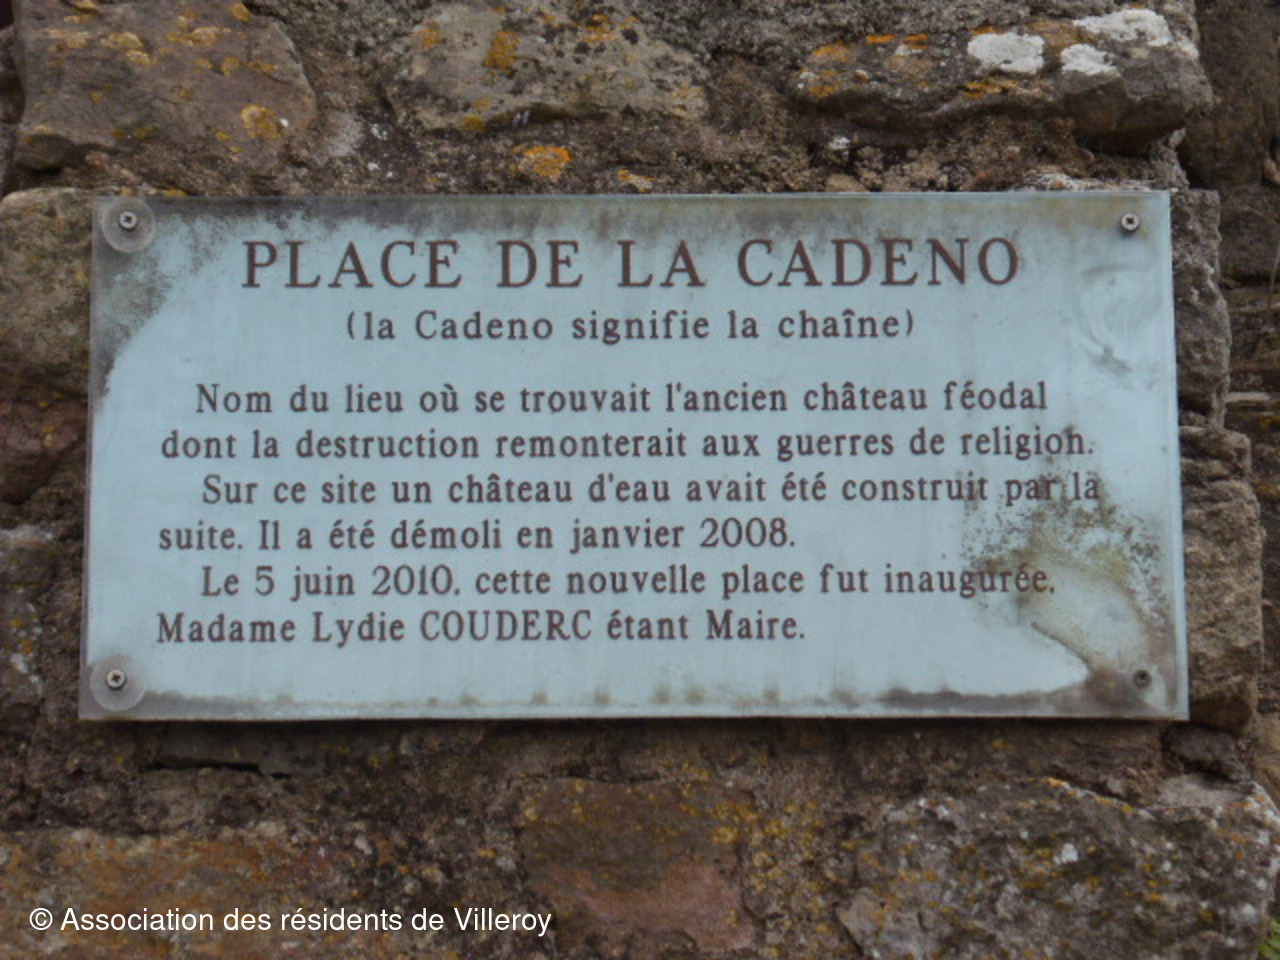 PLACE DE LA CADENO
(la Cadeno signifie la chaîne)
Nom du lieu où se trouvait l'ancien château féodal
dont la destruction remonterait aux guerres de religion.
Sur ce site un château d'eau avait été construit par la
suite. Il a été démoli en janvier 2008.
Le 5 juin 2010, cette nouvelle place fut inaugurée,
Madame Lydie COUDERC étant Maire.
© Association des résidents de Villeroy